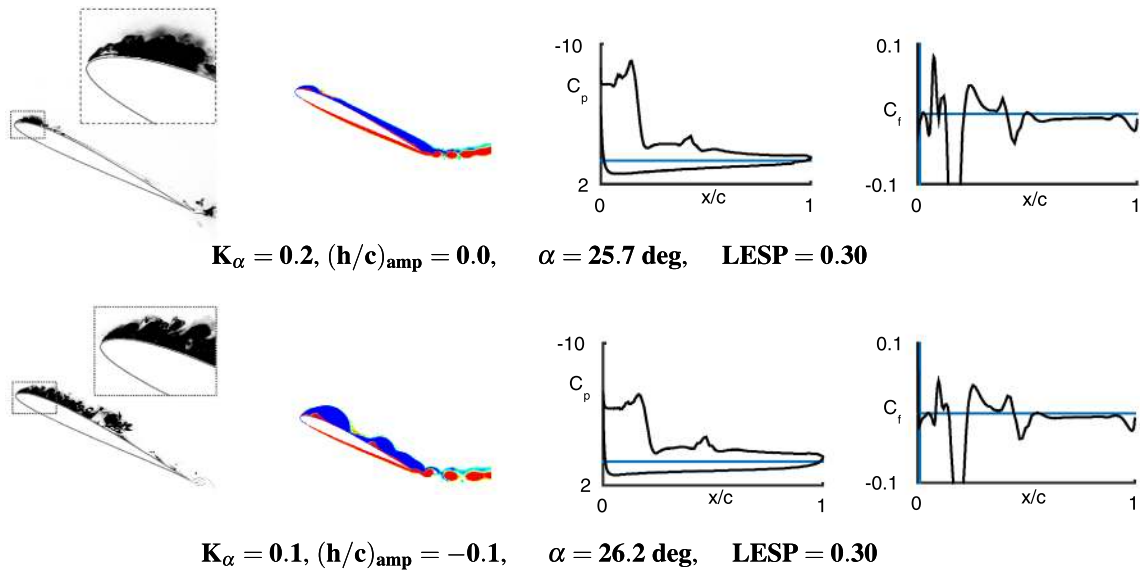 -10
C_p
2
0
x/c
1
0.1
C_f
-0.1
0
x/c
1
K_α = 0.2, (h/c)_amp = 0.0, α = 25.7 deg, LESP = 0.30
-10
C_p
2
0
x/c
1
0.1
C_f
-0.1
0
x/c
1
K_α = 0.1, (h/c)_amp = −0.1, α = 26.2 deg, LESP = 0.30